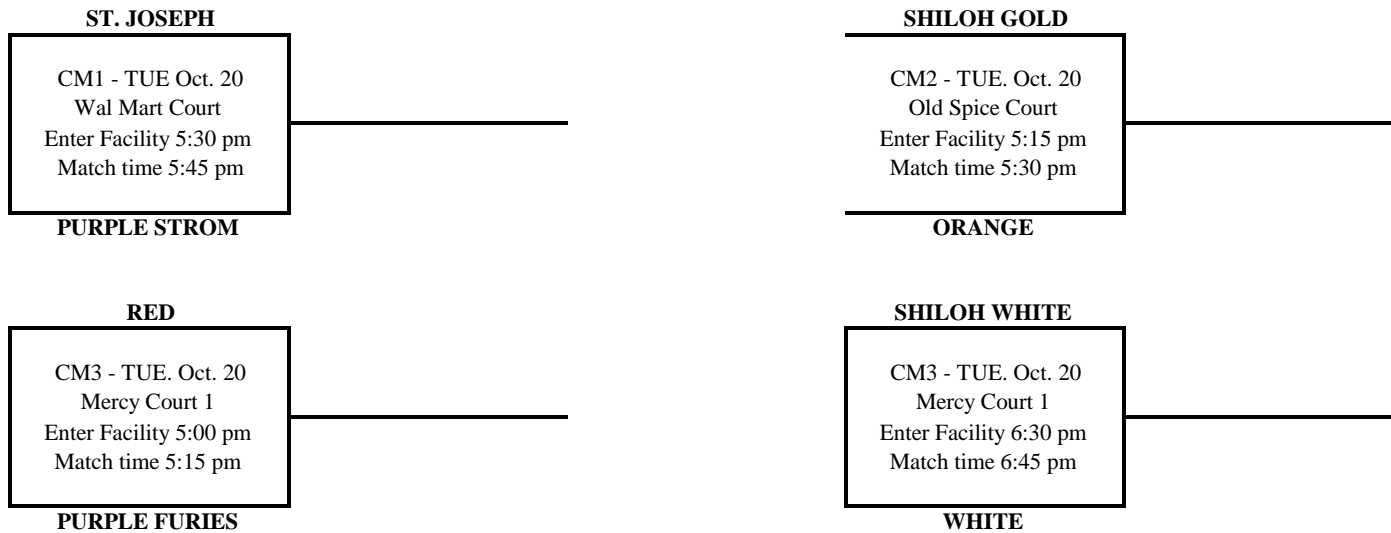 ST. JOSEPH
CM1 - TUE Oct. 20
Wal Mart Court
Enter Facility 5:30 pm
Match time 5:45 pm
PURPLE STROM
SHILOH GOLD
CM2 - TUE. Oct. 20
Old Spice Court
Enter Facility 5:15 pm
Match time 5:30 pm
ORANGE
RED
CM3 - TUE. Oct. 20
Mercy Court 1
Enter Facility 5:00 pm
Match time 5:15 pm
PURPLE FURIES
SHILOH WHITE
CM3 - TUE. Oct. 20
Mercy Court 1
Enter Facility 6:30 pm
Match time 6:45 pm
WHITE